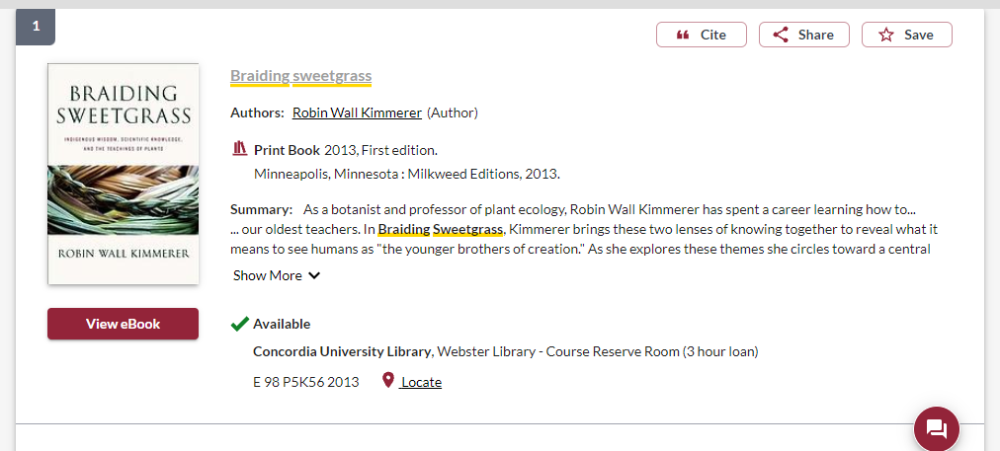 1
Cite
Share
Save
BRAIDING
SWEETGRASS
INDIGENOUS WISDOM, SCIENTIFIC KNOWLEDGE,
AND THE TEACHINGS OF PLANTS
ROBIN WALL KIMMERER
View eBook
Braiding sweetgrass
Authors: Robin Wall Kimmerer (Author)
Print Book 2013, First edition.
Minneapolis, Minnesota : Milkweed Editions, 2013.
Summary: As a botanist and professor of plant ecology, Robin Wall Kimmerer has spent a career learning how to...
... our oldest teachers. In Braiding Sweetgrass, Kimmerer brings these two lenses of knowing together to reveal what it
means to see humans as "the younger brothers of creation." As she explores these themes she circles toward a central
Show More
Available
Concordia University Library, Webster Library - Course Reserve Room (3 hour loan)
E 98 P5K56 2013 Locate